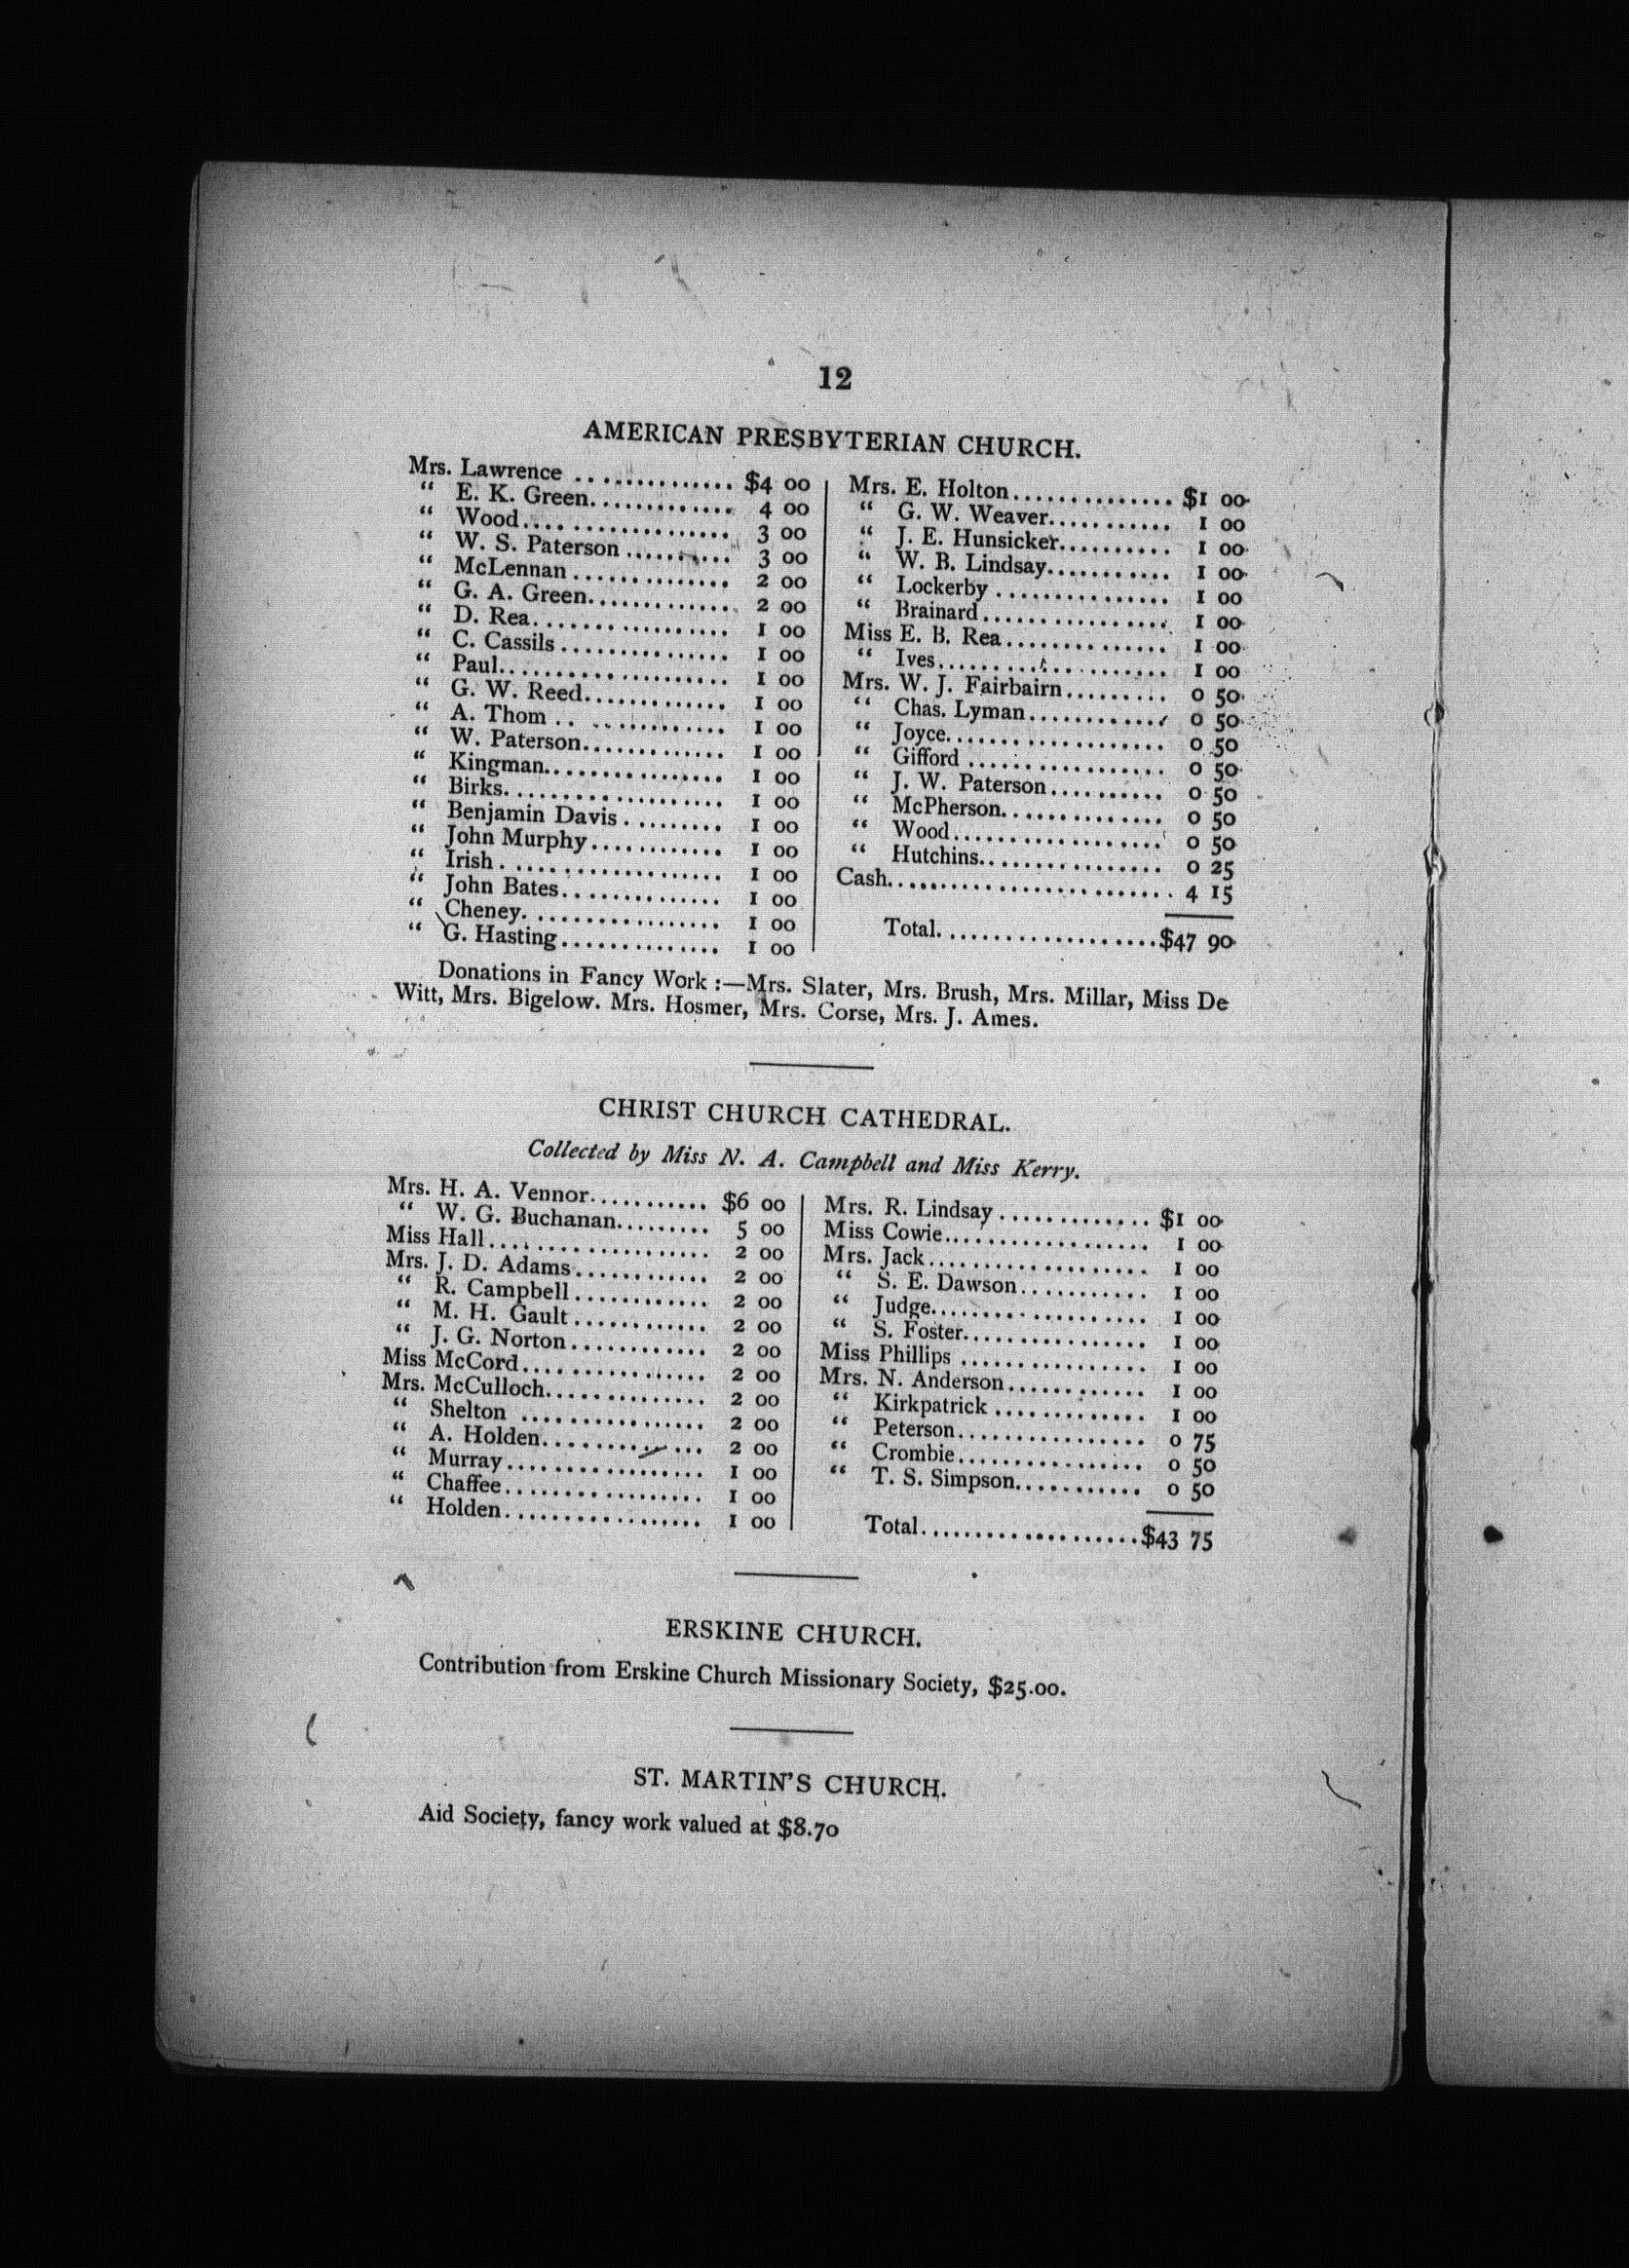 12
AMERICAN PRESBYTERIAN CHURCH.
Mrs. Lawrence .............. $4 00
“ E. K. Green............. 4 00
“ Wood.................... 3 00
“ W. S. Paterson .......... 3 00
“ McLennan .............. 2 00
“ G. A. Green............. 2 00
“ D. Rea.................. 1 00
“ C. Cassils ............... 1 00
“ Paul.................... 1 00
“ G. W. Reed............. 1 00
“ A. Thom .. ............ 1 00
“ W. Paterson............. 1 00
“ Kingman................ 1 00
“ Birks................... 1 00
“ Benjamin Davis ......... 1 00
“ John Murphy............ 1 00
“ Irish .................... 1 00
“ John Bates.............. 1 00
“ Cheney................. 1 00
“ G. Hasting.............. 1 00
Mrs. E. Holton.............. $1 00
“ G. W. Weaver........... 1 00
“ J. E. Hunsicker.......... 1 00
“ W. B. Lindsay........... 1 00
“ Lockerby ............... 1 00
“ Brainard................ 1 00
Miss E. B. Rea.............. 1 00
“ Ives.................... 1 00
Mrs. W. J. Fairbairn......... 0 50
“ Chas. Lyman............ 0 50
“ Joyce................... 0 50
“ Gifford ................. 0 50
“ J. W. Paterson.......... 0 50
“ McPherson.............. 0 50
“ Wood.................. 0 50
“ Hutchins................ 0 25
Cash......................... 4 15
Total...................$47 90
Donations in Fancy Work :—Mrs. Slater, Mrs. Brush, Mrs. Millar, Miss De
Witt, Mrs. Bigelow. Mrs. Hosmer, Mrs. Corse, Mrs. J. Ames.
CHRIST CHURCH CATHEDRAL.
Collected by Miss N. A. Campbell and Miss Kerry.
Mrs. H. A. Vennor........... $6 00
“ W. G. Buchanan......... 5 00
Miss Hall................... 2 00
Mrs. J. D. Adams............ 2 00
“ R. Campbell ............ 2 00
“ M. H. Gault ............ 2 00
“ J. G. Norton............ 2 00
Miss McCord................ 2 00
Mrs. McCulloch.............. 2 00
“ Shelton ................ 2 00
“ A. Holden.............. 2 00
“ Murray................. 1 00
“ Chaffee................. 1 00
“ Holden................. 1 00
Mrs. R. Lindsay ............. $1 00
Miss Cowie.................. 1 00
Mrs. Jack................... 1 00
“ S. E. Dawson........... 1 00
“ Judge................... 1 00
“ S. Foster................ 1 00
Miss Phillips ................ 1 00
Mrs. N. Anderson............ 1 00
“ Kirkpatrick ............. 1 00
“ Peterson................ 0 75
“ Crombie................ 0 50
“ T. S. Simpson........... 0 50
Total...................$43 75
ERSKINE CHURCH.
Contribution from Erskine Church Missionary Society, $25.00.
ST. MARTIN'S CHURCH.
Aid Society, fancy work valued at $8.70